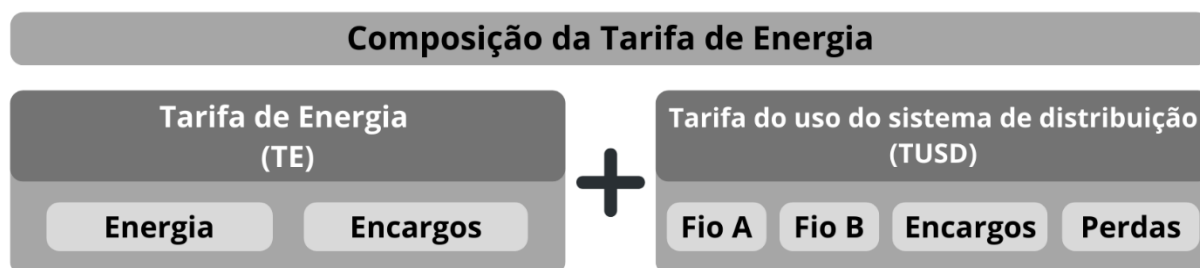 Composição da Tarifa de Energia
Tarifa de Energia
(TE)
Energia
Encargos
Tarifa do uso do sistema de distribuição
(TUSD)
Fio A
Fio B
Encargos
Perdas